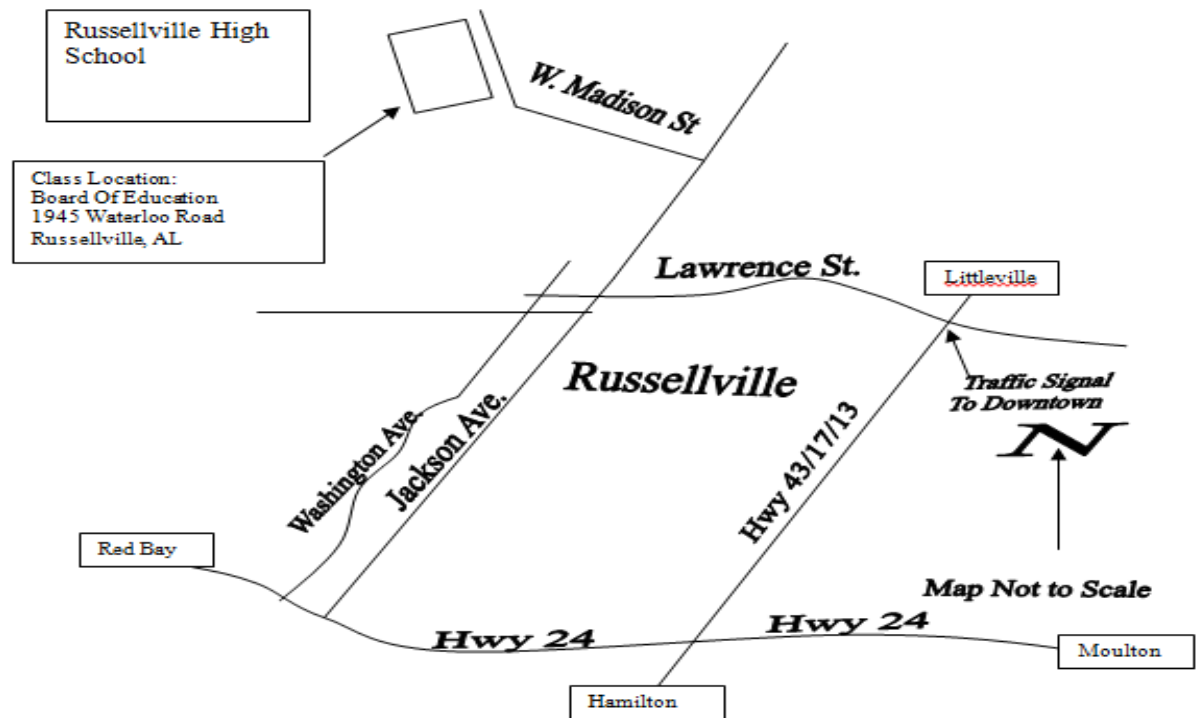 Russellville High
School
W. Madison St
Class Location:
Board Of Education
1945 Waterloo Road
Russellville, AL
Lawrence St.
Littleville
Russellville
Traffic Signal
To Downtown
N
Washington Ave.
Jackson Ave.
Hwy 43/17/13
Red Bay
Map Not to Scale
Hwy 24
Hwy 24
Moulton
Hamilton